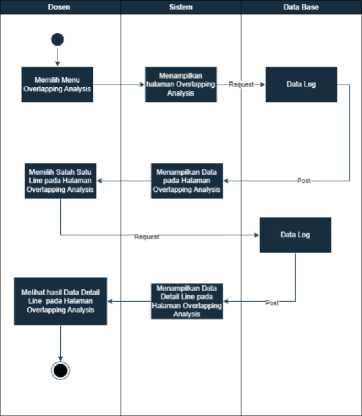 Dosen
Sistem
Data Base
Memilih Menu
Overlapping Analysis
Menampilkan
halaman Overlapping
Analysis
Request
Data Log
Memilih Salah Satu
Line pada Halaman
Overlapping Analysis
Menampilkan Data
pada Halaman
Overlapping Analysis
Post
Request
Data Log
Melihat hasil Data Detail
Line pada Halaman
Overlapping Analysis
Menampilkan Data
Detail Line pada
Halaman Overlapping
Analysis
Post